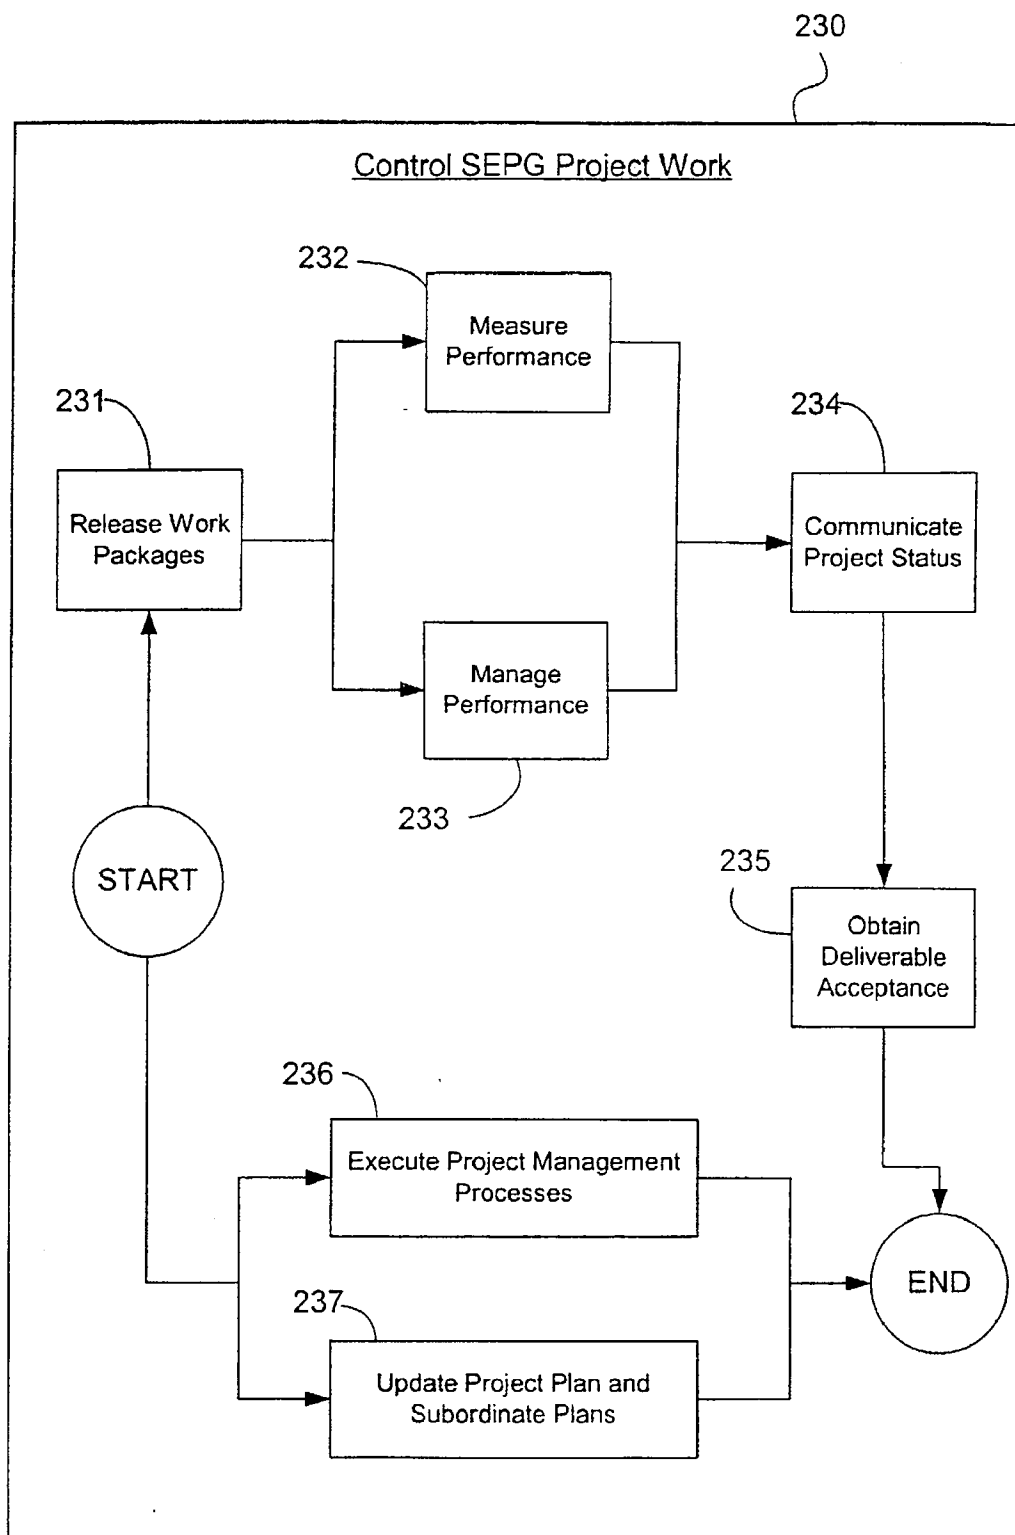 230
Control SEPG Project Work
232
Measure
Performance
231
Release Work
Packages
234
Communicate
Project Status
Manage
Performance
233
START
235
Obtain
Deliverable
Acceptance
236
Execute Project Management
Processes
END
237
Update Project Plan and
Subordinate Plans